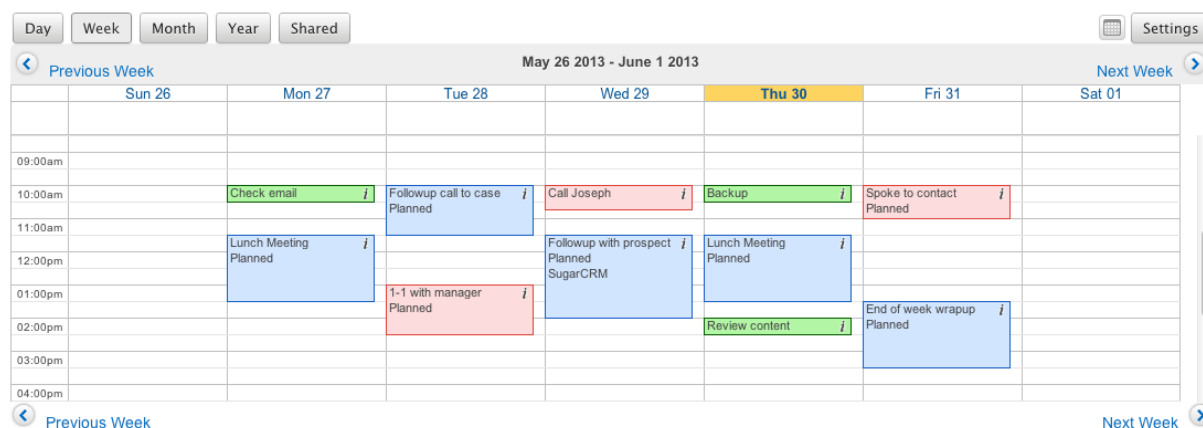 Day Week Month Year Shared Settings
Previous Week May 26 2013 - June 1 2013 Next Week
Sun 26 Mon 27 Tue 28 Wed 29 Thu 30 Fri 31 Sat 01
09:00am
10:00am Check email i Followup call to case i Call Joseph i Backup i Spoke to contact i
Planned Planned
11:00am
Lunch Meeting i Followup with prospect i Lunch Meeting i
12:00pm Planned Planned Planned
SugarCRM
01:00pm 1-1 with manager i
Planned End of week wrapup i
02:00pm Review content i Planned
03:00pm
04:00pm
Previous Week Next Week